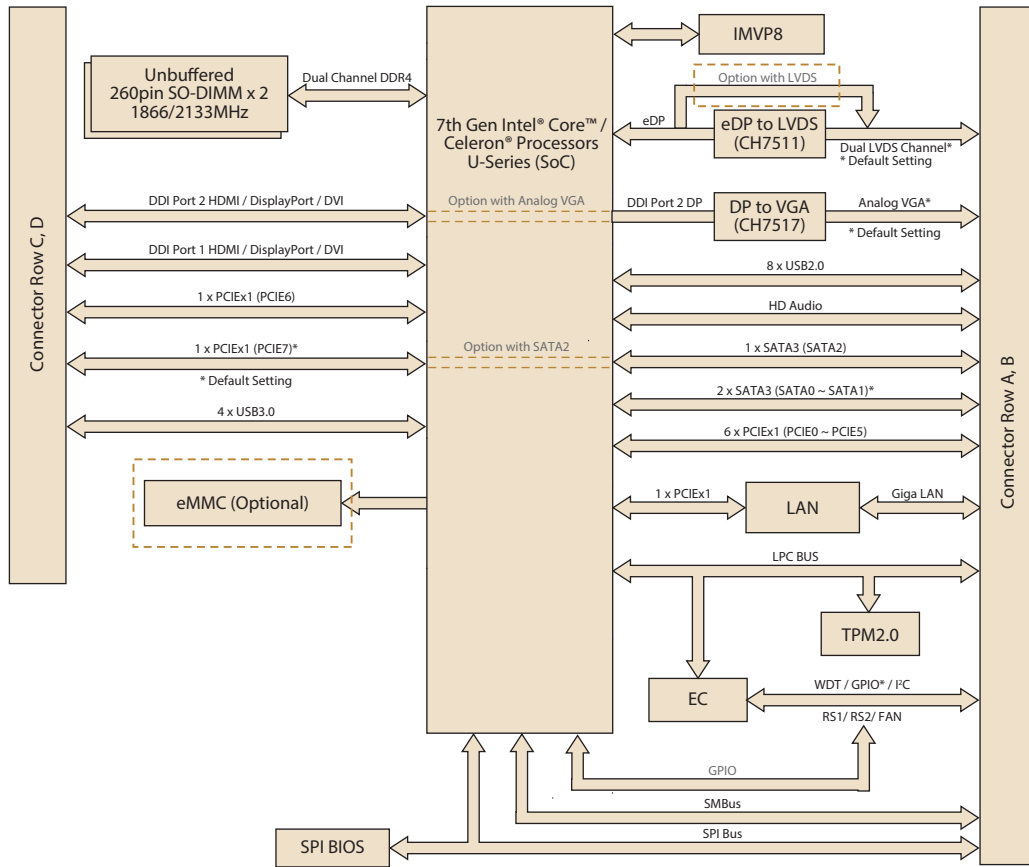 IMVP8
Option with LVDS
Unbuffered
260pin SO-DIMM x 2
1866/2133MHz
Dual Channel DDR4
7th Gen Intel® Core™ /
Celeron® Processors
U-Series (SoC)
eDP
eDP to LVDS
(CH7511)
Dual LVDS Channel*
* Default Setting
DDI Port 2 HMDI / DisplayPort / DVI
Option with Analog VGA
DDI Port 2 DP
DP to VGA
(CH7517)
Analog VGA*
* Default Setting
DDI Port 1 HMDI / DisplayPort / DVI
8 x USB2.0
1 x PCIEx1 (PCIE6)
HD Audio
1 x PCIEx1 (PCIE7)*
* Default Setting
Option with SATA2
1 x SATA3 (SATA2)
2 x SATA3 (SATA0 ~ SATA1)*
4 x USB3.0
6 x PCIEx1 (PCIE0 ~ PCIE5)
eMMC (Optional)
1 x PCIEx1
LAN
Giga LAN
LPC BUS
TPM2.0
EC
WDT / GPIO* / I²C
RS1/ RS2/ FAN
GPIO
SMBus
SPI BIOS
SPI Bus
Connector Row C, D
Connector Row A, B